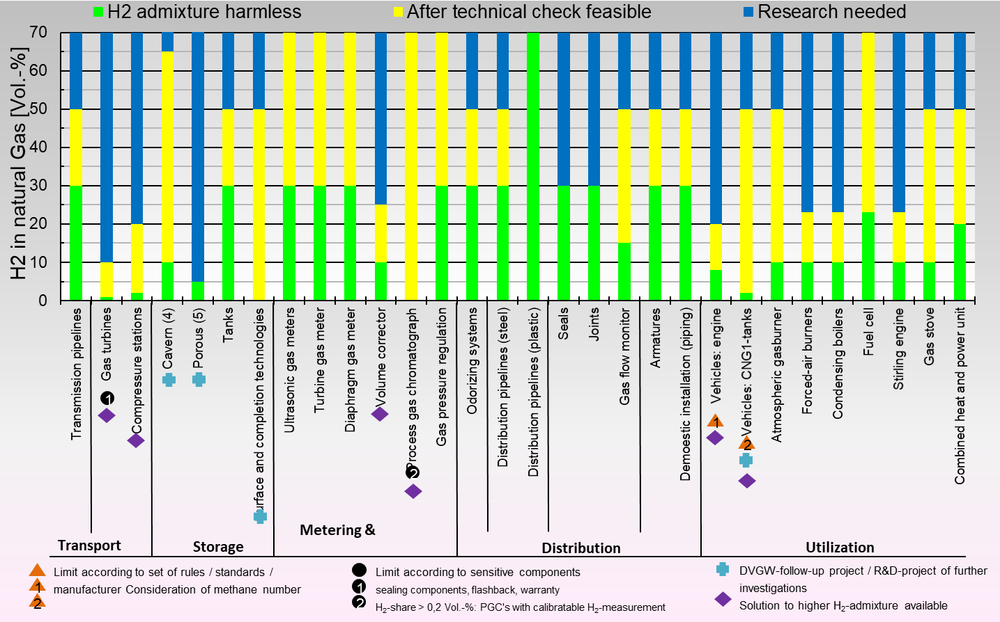 H2 admixture harmless
After technical check feasible
Research needed
H2 in natural Gas [Vol.-%]
70
60
50
40
30
20
10
0
Transmission pipelines
Gas turbines
Compressure stations
Cavern (4)
Porous (5)
Tanks
urface and completion technologies
Ultrasonic gas meters
Turbine gas meter
Diaphragm gas meter
Volume corrector
Process gas chromatograph
Gas pressure regulation
Odorizing systems
Distribution pipelines (steel)
Distribution pipelines (plastic)
Seals
Joints
Gas flow monitor
Armatures
Demoestic installation (piping)
Vehicles: engine
Vehicles: CNG1-tanks
Atmospheric gasburner
Forced-air burners
Condensing boilers
Fuel cell
Stirling engine
Gas stove
Combined heat and power unit
1
2
1
2
Transport
Storage
Metering &
Distribution
Utilization
Limit according to set of rules / standards /
1 manufacturer Consideration of methane number
2
Limit according to sensitive components
1 sealing components, flashback, warranty
2 H2-share > 0,2 Vol.-%: PGC's with calibratable H2-measurement
DVGW-follow-up project / R&D-project of further
investigations
Solution to higher H2-admixture available